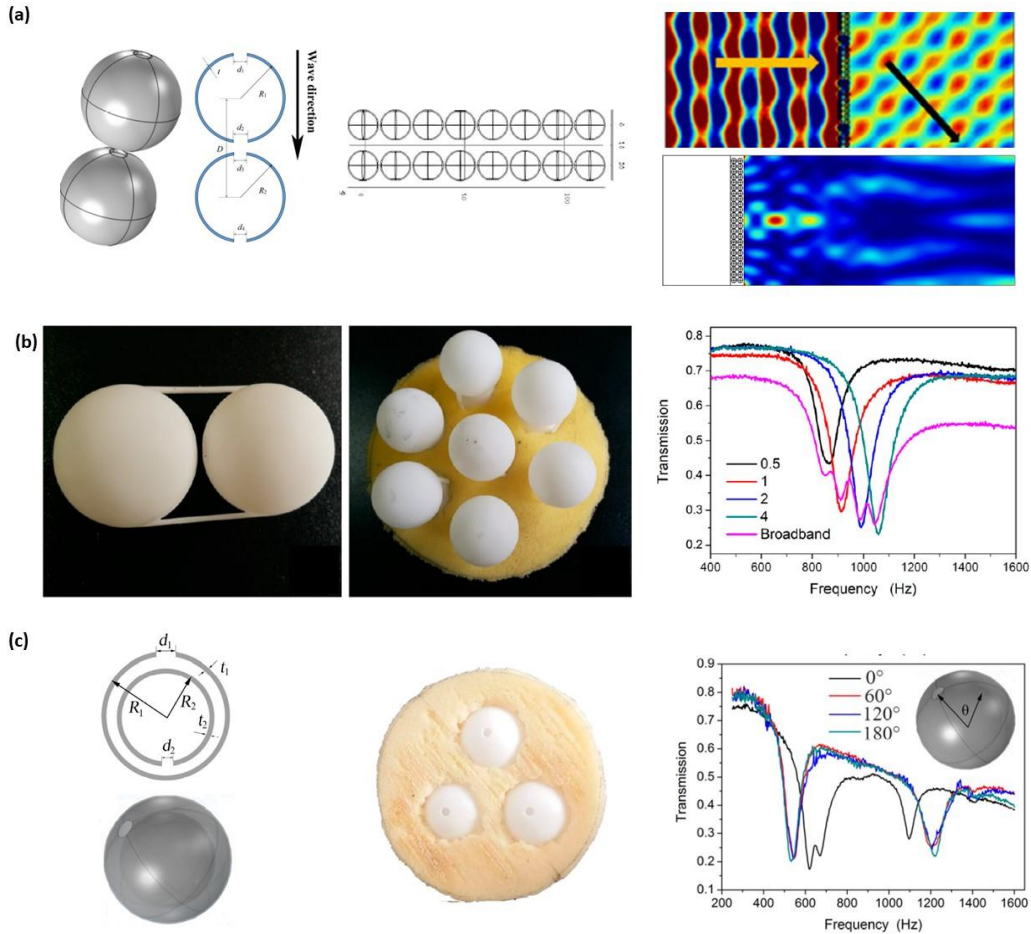 (a)
t
d₁
R₁
d₂
D
d₃
R₂
d₄
Wave direction
0
50
100
(b)
0.8
0.7
0.6
0.5
0.4
0.3
0.2
Transmission
0.5
1
2
4
Broadband
400
600
800
1000
1200
1400
1600
Frequency (Hz)
(c)
d₁
t₁
R₁
R₂
t₂
d₂
0.9
0.8
0.7
0.6
0.5
0.4
0.3
0.2
0.1
Transmission
0°
60°
120°
180°
θ
200
400
600
800
1000
1200
1400
1600
Frequency (Hz)